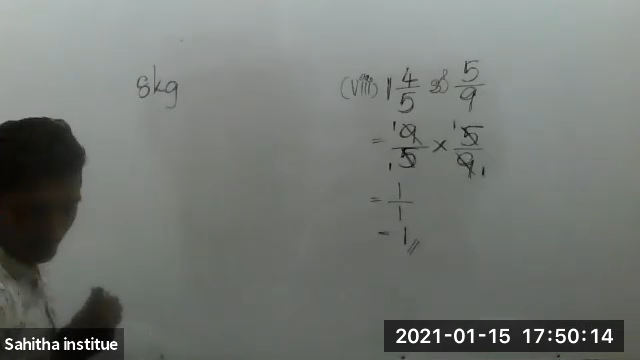 8kg
(viii) 1 4/5 න් 5/9
= 9/5 × 5/9
= 1/1
= 1
Sahitha institue
2021-01-15 17:50:14